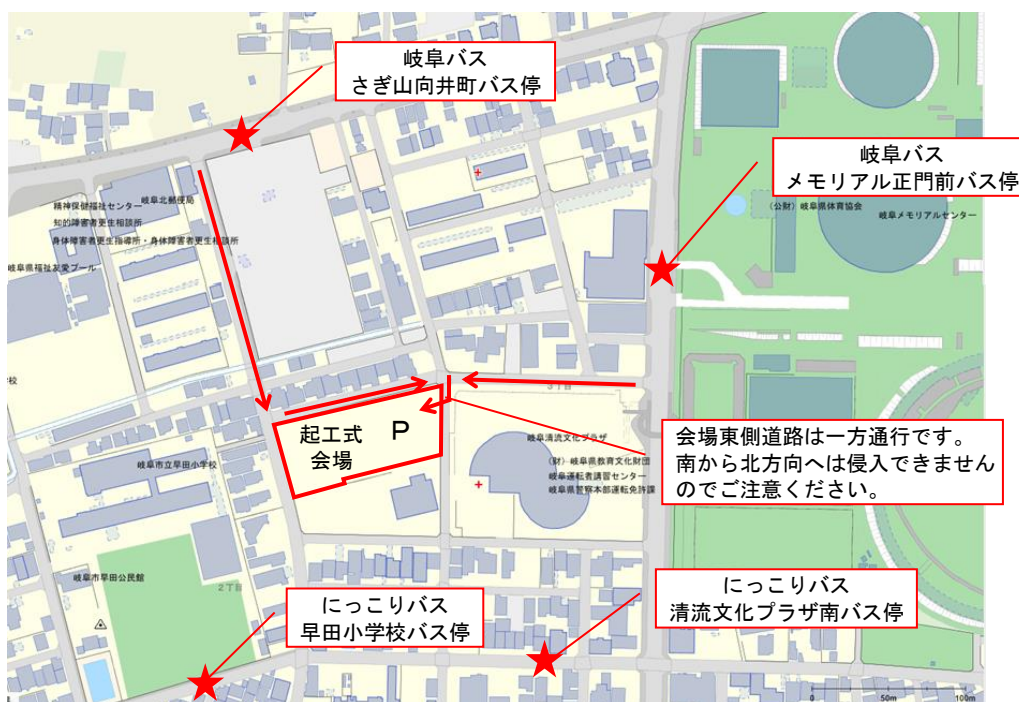 岐阜バス
さぎ山向井町バス停
岐阜バス
メモリアル正門前バス停
(公財)岐阜県体育協会
岐阜メモリアルセンター
精神保健福祉センター
岐阜北郵便局
知的障害者更生相談所
身体障害者更生指導所・身体障害者更生相談所
岐阜県福祉友愛プール
学校
3丁目
起工式
会場
P
岐阜清流文化プラザ
(財)岐阜県教育文化財団
岐阜運転者講習センター
岐阜県警察本部運転免許課
会場東側道路は一方通行です。
南から北方向へは侵入できません
のでご注意ください。
岐阜市立早田小学校
岐阜市早田公民館
2丁目
にっこりバス
早田小学校バス停
にっこりバス
清流文化プラザ南バス停
0 50m 100m